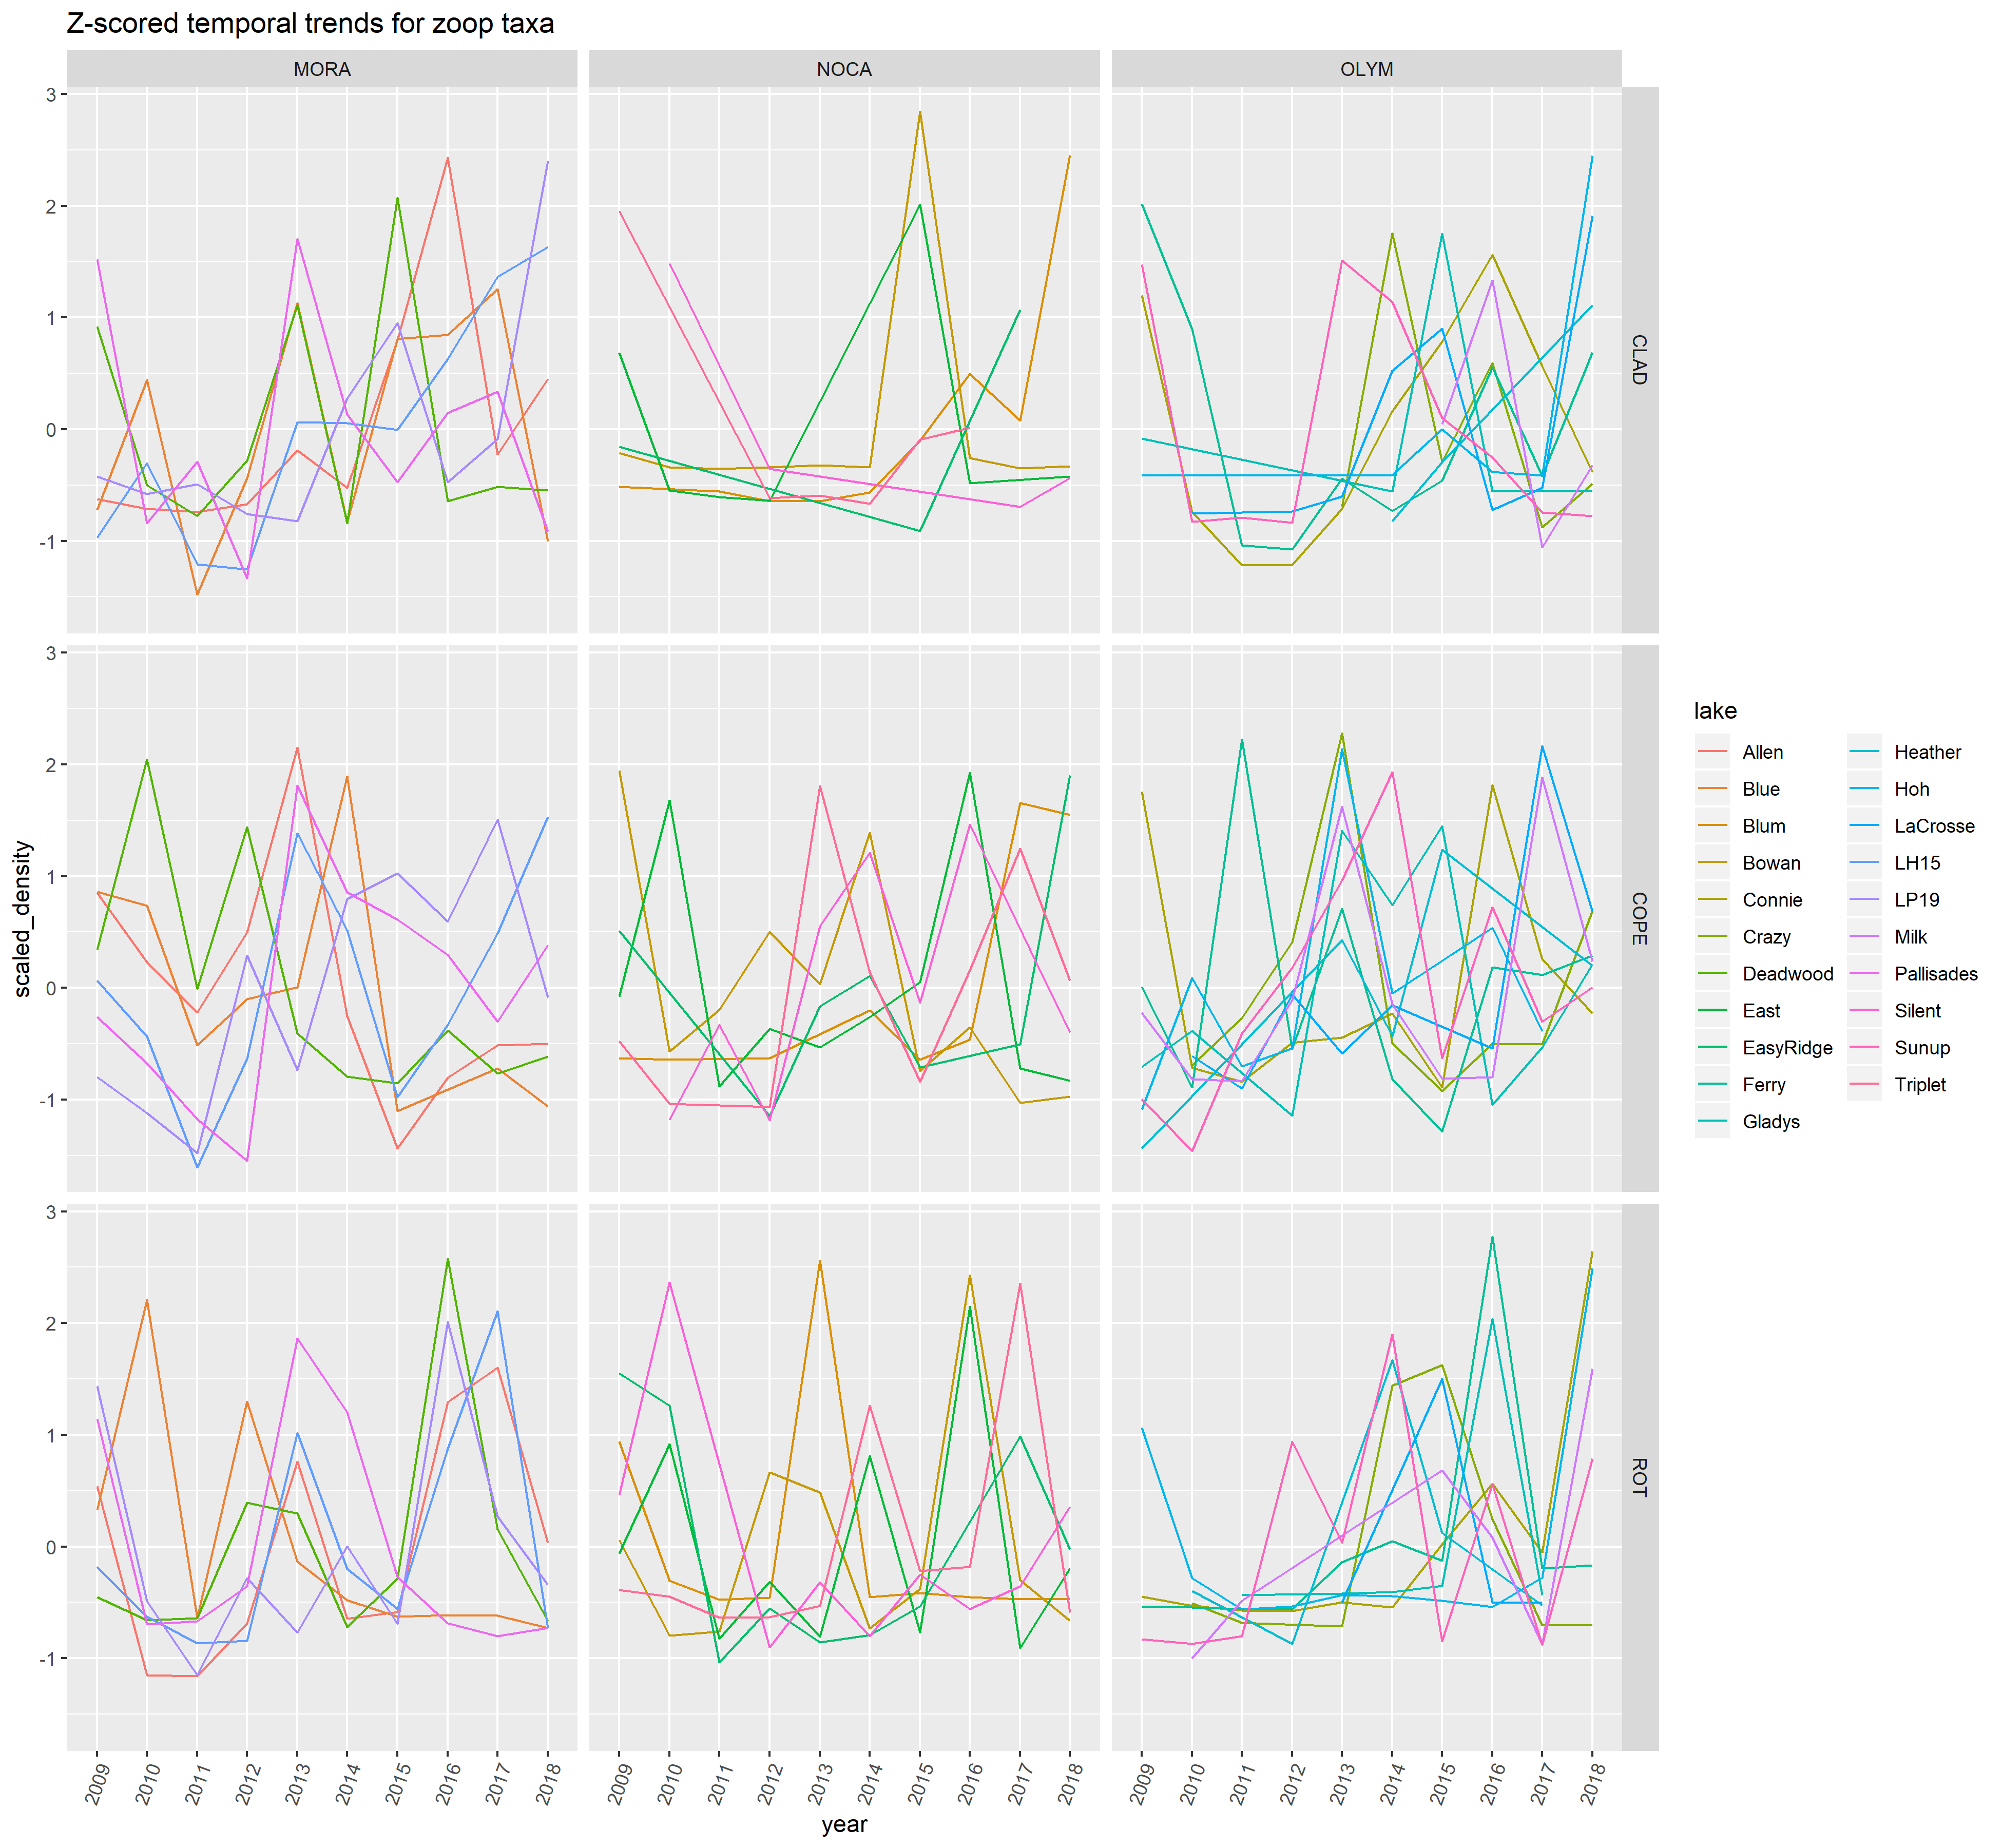 Z-scored temporal trends for zoop taxa
MORA NOCA OLYM
3
2
1
0
-1
CLAD
3
2
1
0
-1
COPE
3
2
1
0
-1
ROT
scaled_density
2009 2010 2011 2012 2013 2014 2015 2016 2017 2018
2009 2010 2011 2012 2013 2014 2015 2016 2017 2018
2009 2010 2011 2012 2013 2014 2015 2016 2017 2018
year
lake
Allen
Blue
Blum
Bowan
Connie
Crazy
Deadwood
East
EasyRidge
Ferry
Gladys
Heather
Hoh
LaCrosse
LH15
LP19
Milk
Pallisades
Silent
Sunup
Triplet